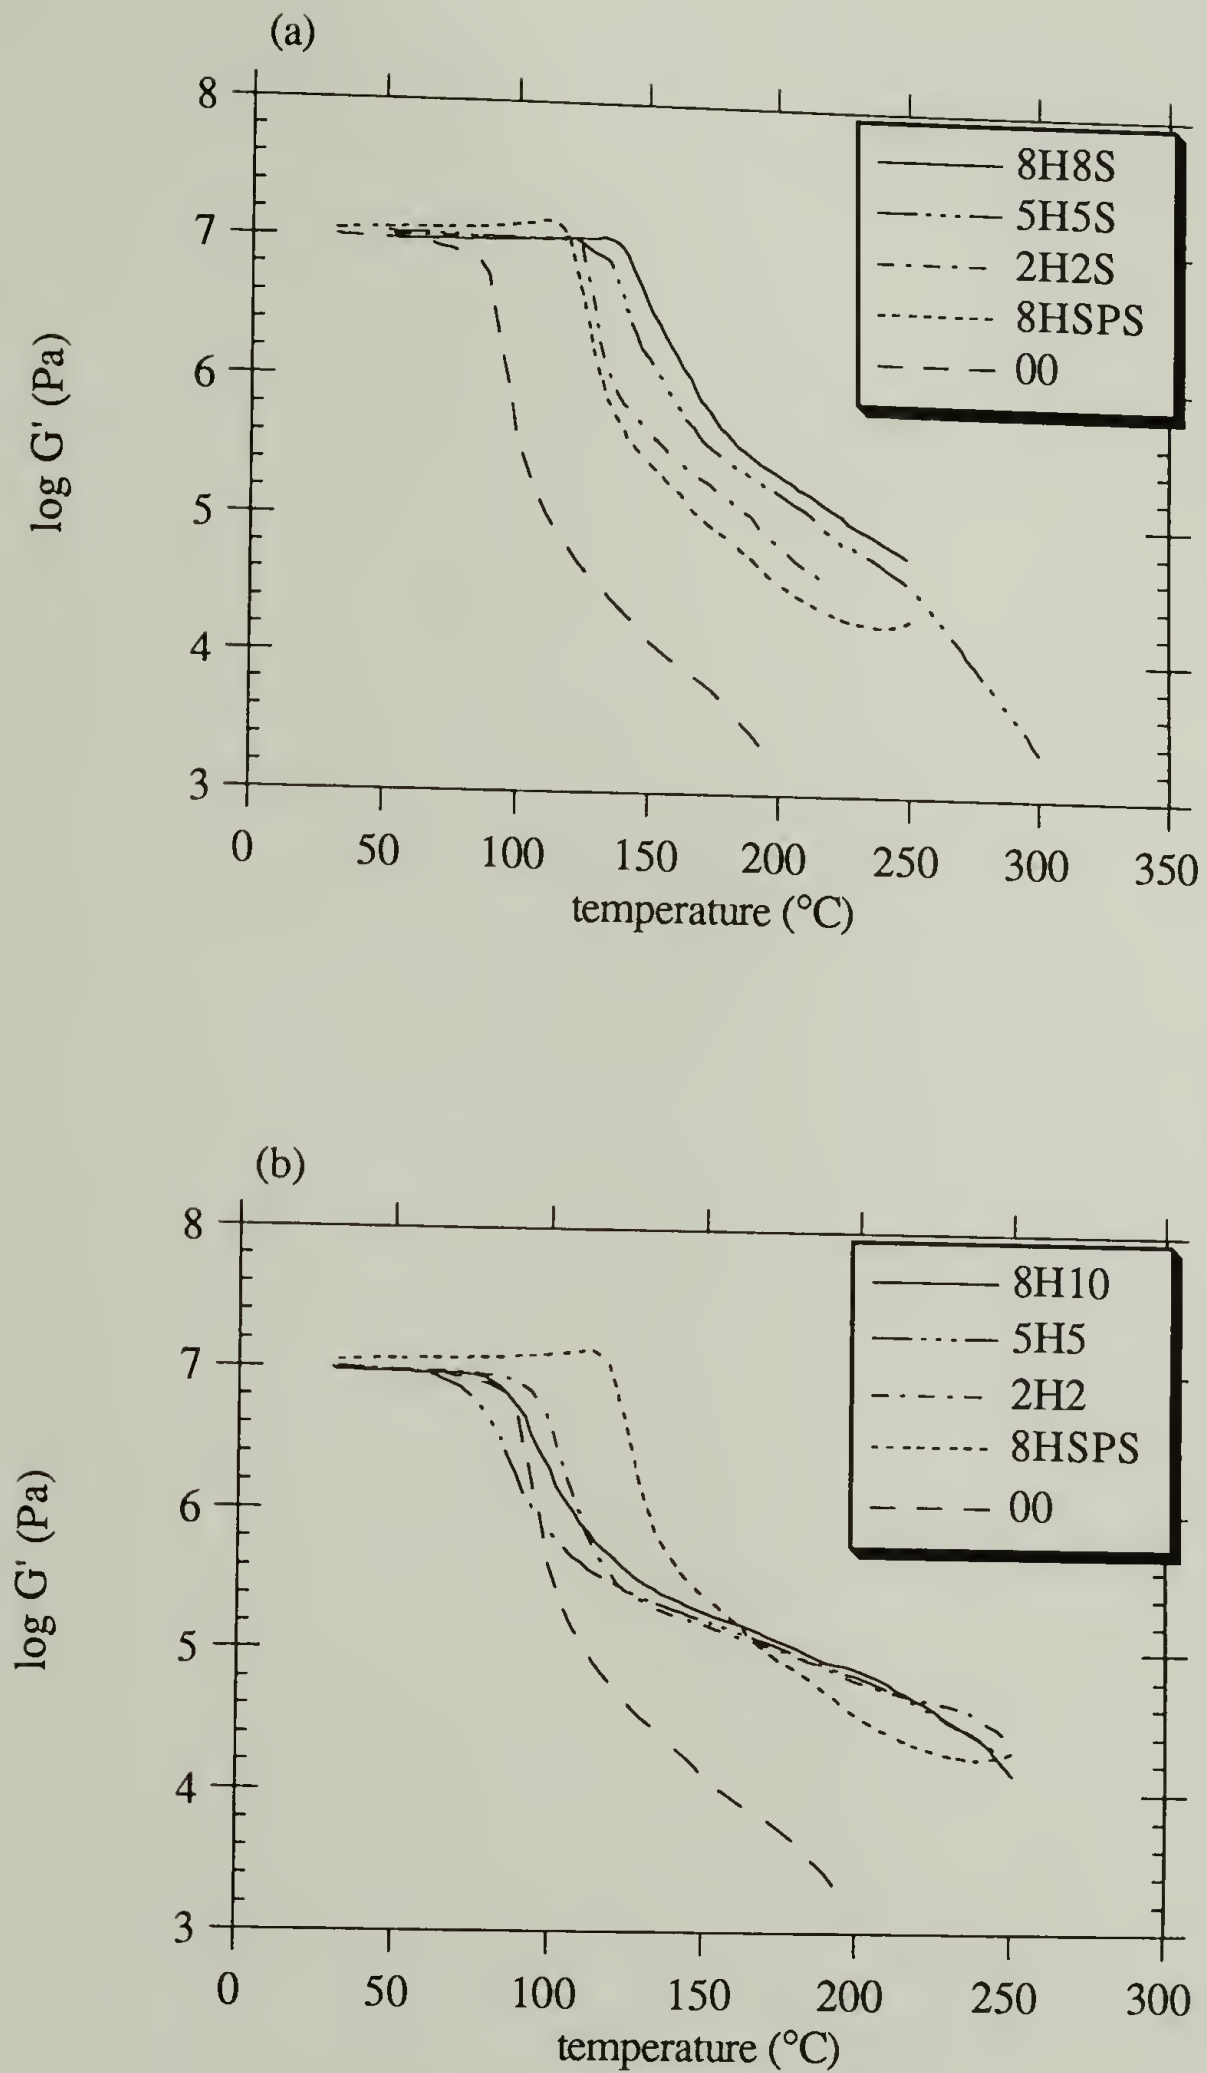 (a)
8
7
6
5
4
3
log G' (Pa)
8H8S
5H5S
2H2S
8HSPS
00
0 50 100 150 200 250 300 350
temperature (°C)
(b)
8
7
6
5
4
3
log G' (Pa)
8H10
5H5
2H2
8HSPS
00
0 50 100 150 200 250 300
temperature (°C)